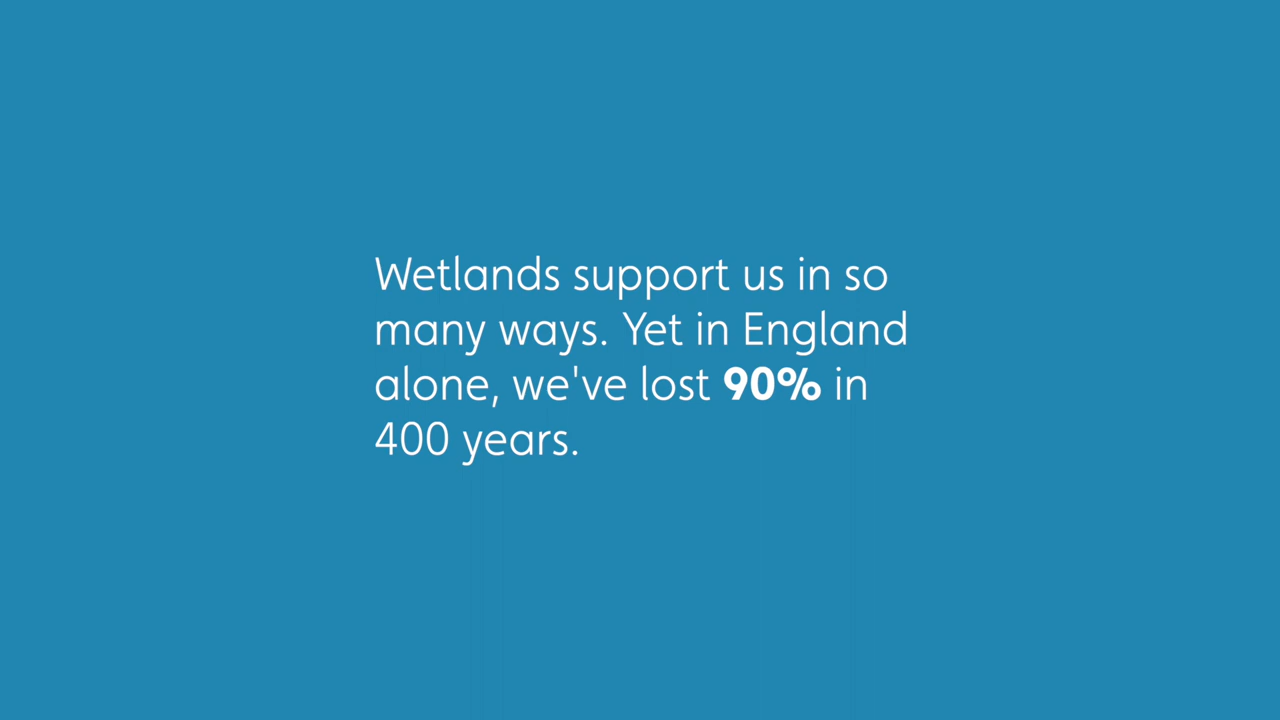 Wetlands support us in so
many ways. Yet in England
alone, we've lost 90% in
400 years.